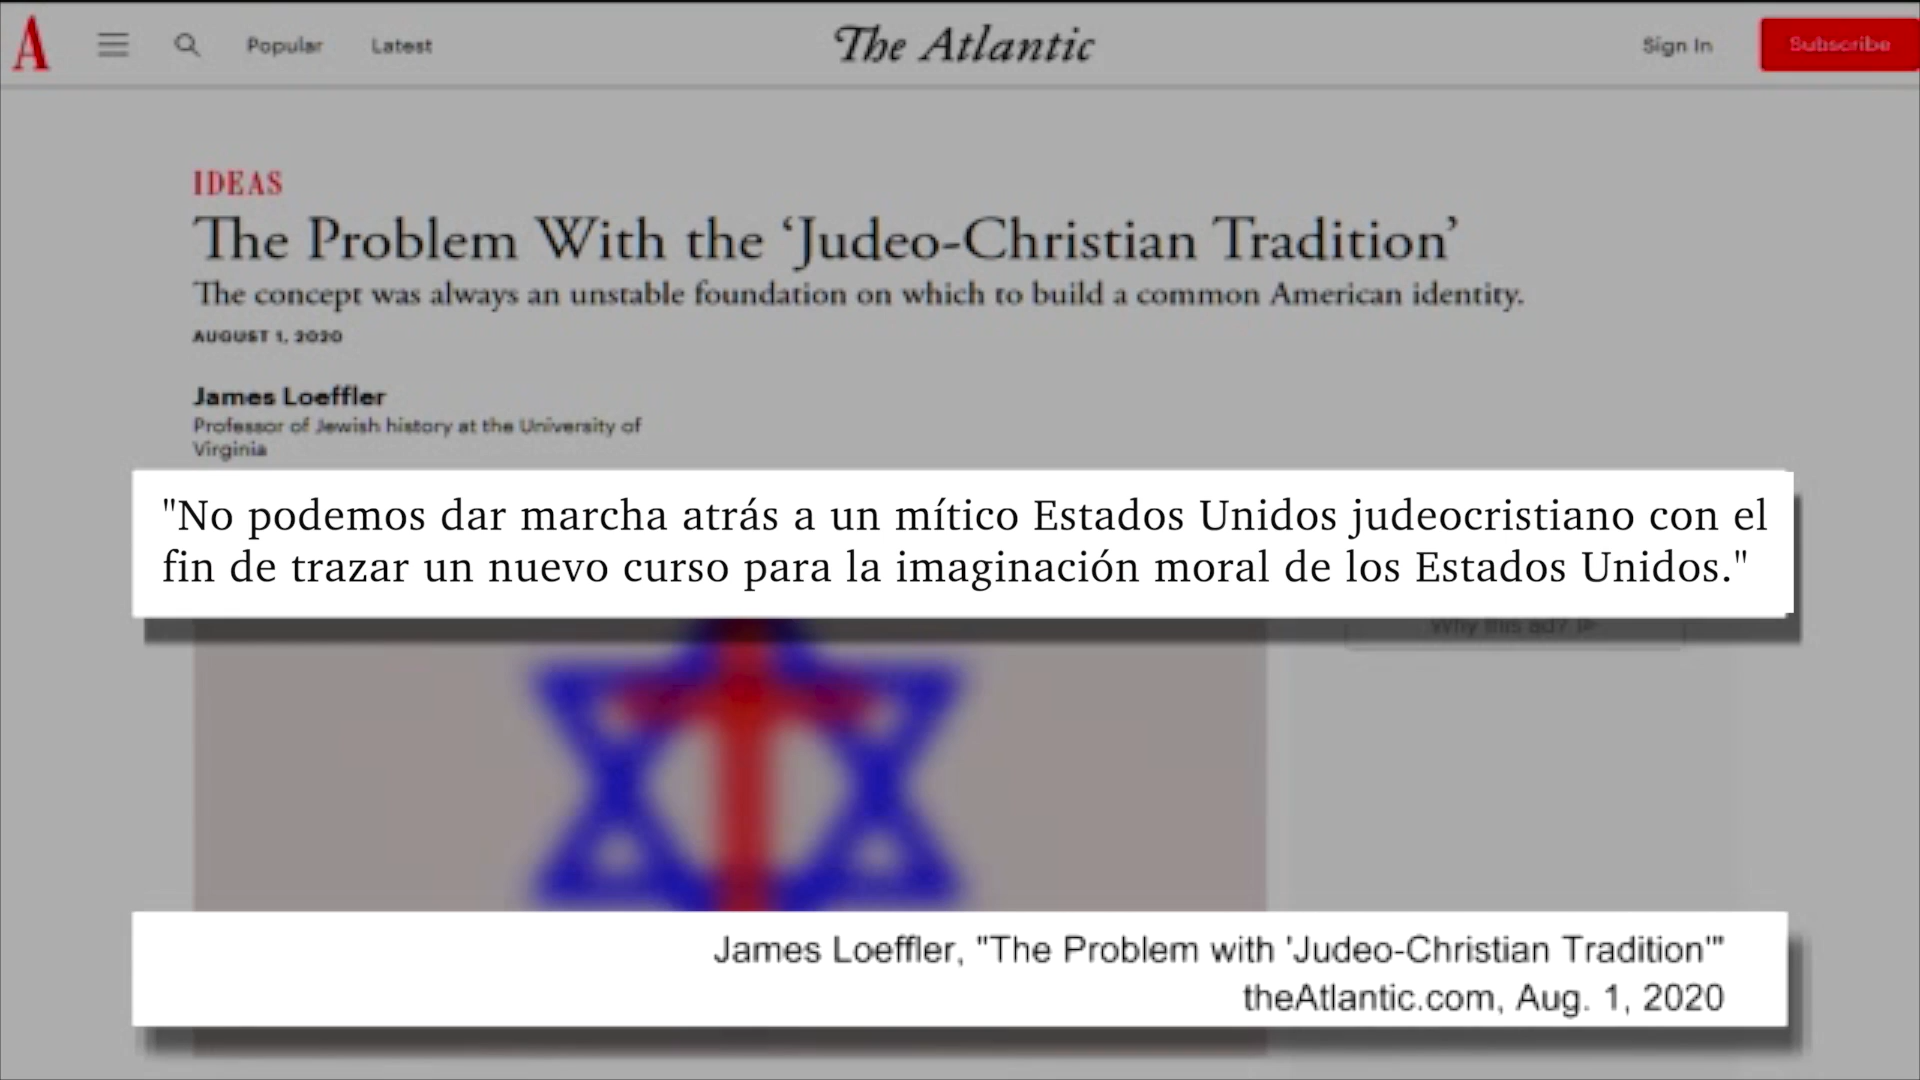 A
Popular
Latest
The Atlantic
Sign In
Subscribe
IDEAS
The Problem With the ‘Judeo-Christian Tradition’
The concept was always an unstable foundation on which to build a common American identity.
AUGUST 1, 2020
James Loeffler
Professor of Jewish history at the University of
Virginia
"No podemos dar marcha atrás a un mítico Estados Unidos judeocristiano con el
fin de trazar un nuevo curso para la imaginación moral de los Estados Unidos."
Why this ad?
James Loeffler, "The Problem with 'Judeo-Christian Tradition'"
theAtlantic.com, Aug. 1, 2020